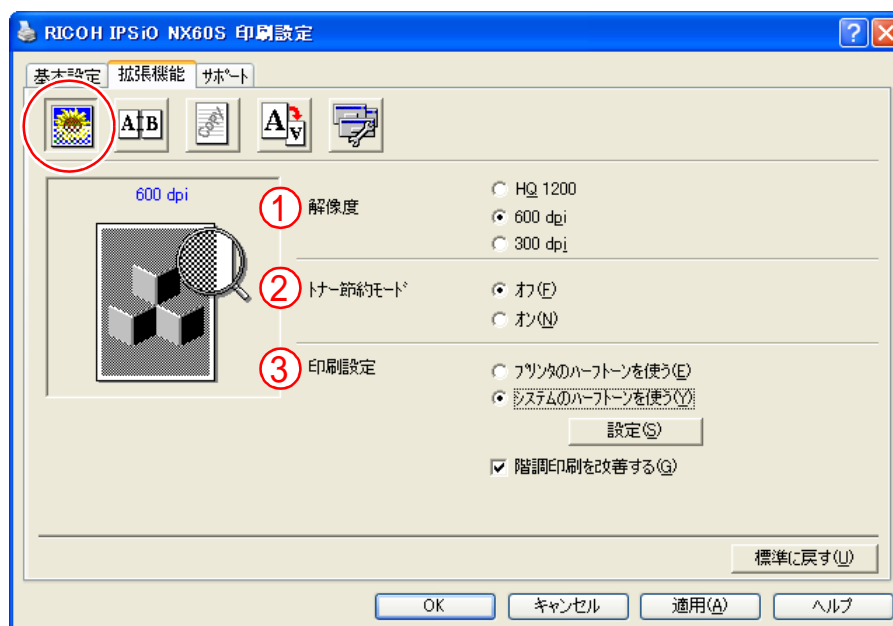 RICOH IPSiO NX60S 印刷設定
基本設定 拡張機能 サポート
A B COPY A A
600 dpi
① 解像度
HQ 1200
600 dpi
300 dpi
② トナー節約モード
オフ(F)
オン(N)
③ 印刷設定
プリンタのハーフトーンを使う(E)
システムのハーフトーンを使う(Y)
設定(S)
階調印刷を改善する(G)
標準に戻す(U)
OK キャンセル 適用(A) ヘルプ